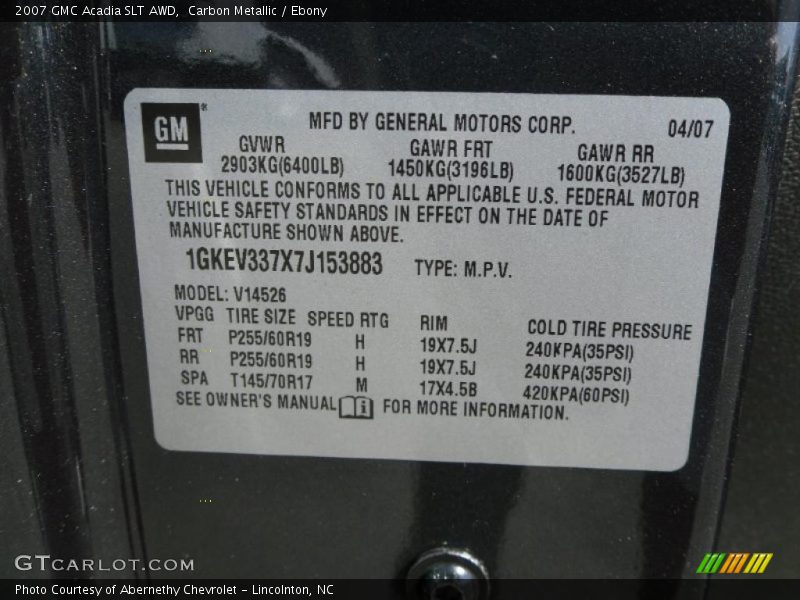 2007 GMC Acadia SLT AWD, Carbon Metallic / Ebony
GM* MFD BY GENERAL MOTORS CORP. 04/07
GVWR GAWR FRT GAWR RR
2903KG(6400LB) 1450KG(3196LB) 1600KG(3527LB)
THIS VEHICLE CONFORMS TO ALL APPLICABLE U.S. FEDERAL MOTOR
VEHICLE SAFETY STANDARDS IN EFFECT ON THE DATE OF
MANUFACTURE SHOWN ABOVE.
1GKEV337X7J153883 TYPE: M.P.V.
MODEL: V14526
VPGG TIRE SIZE SPEED RTG RIM COLD TIRE PRESSURE
FRT P255/60R19 H 19X7.5J 240KPA(35PSI)
RR P255/60R19 H 19X7.5J 240KPA(35PSI)
SPA T145/70R17 M 17X4.5B 420KPA(60PSI)
SEE OWNER'S MANUAL i FOR MORE INFORMATION.
GTCARLOT.COM
Photo Courtesy of Abernethy Chevrolet - Lincolnton, NC